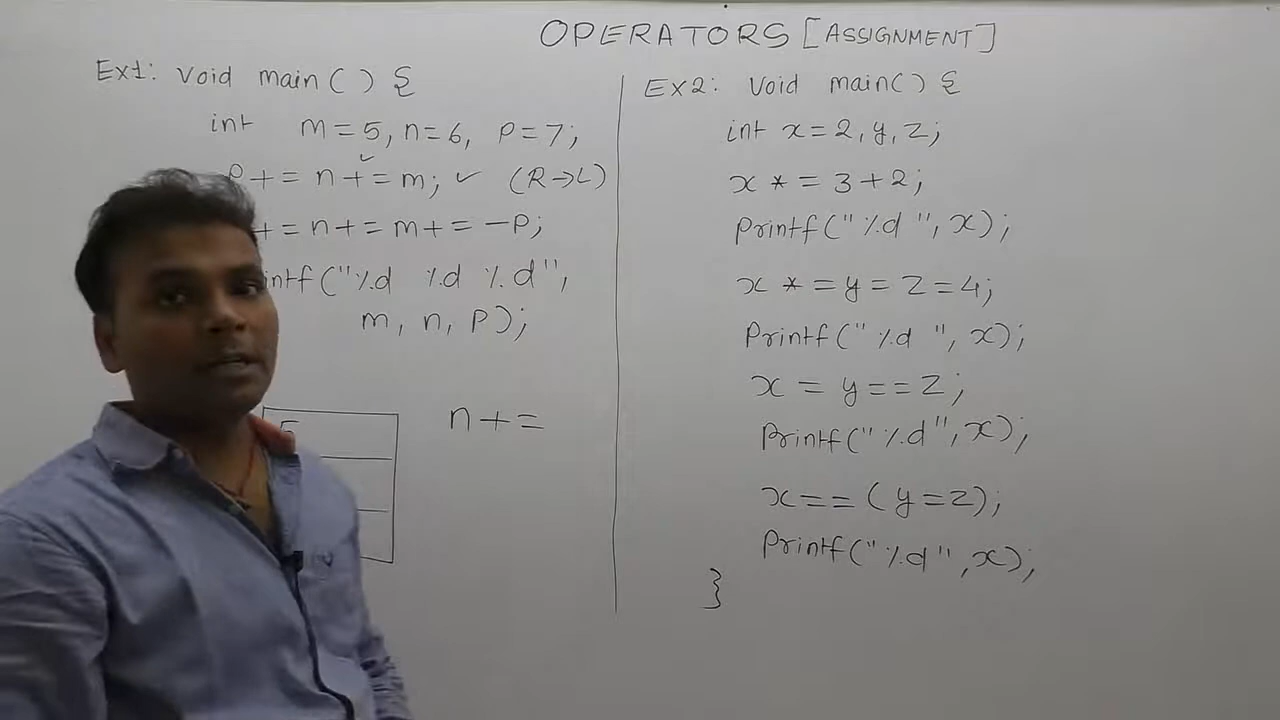 OPERATORS [ASSIGNMENT]
Ex1: void main( ) {
int m=5, n=6, P=7;
P+= n+=m; ✓ (R→L)
+= n+= m+= -P;
intf("%d %d %d",
m, n, P);
5
n+=
Ex2: void main() {
int x=2, y, z;
x *= 3+2;
Printf("%d ", x);
x *= y= z=4;
Printf("%d ", x);
x = y==z;
Printf("%d", x);
x== (y=z);
Printf("%d", x);
}